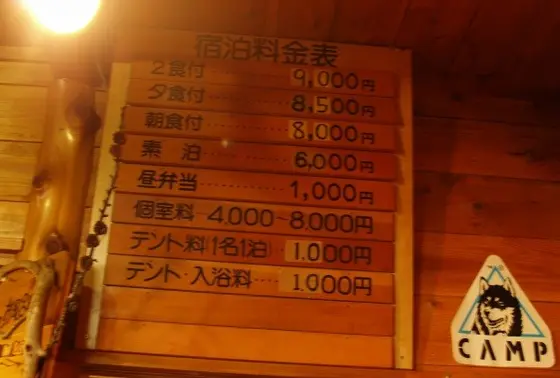 宿泊料金表
2食付 9,000円
夕食付 8,500円
朝食付 8,000円
素泊 6,000円
昼弁当 1,000円
個室料 4,000~8,000円
テント料(1名1泊) 1,000円
テント・入浴料 1,000円
CAMP